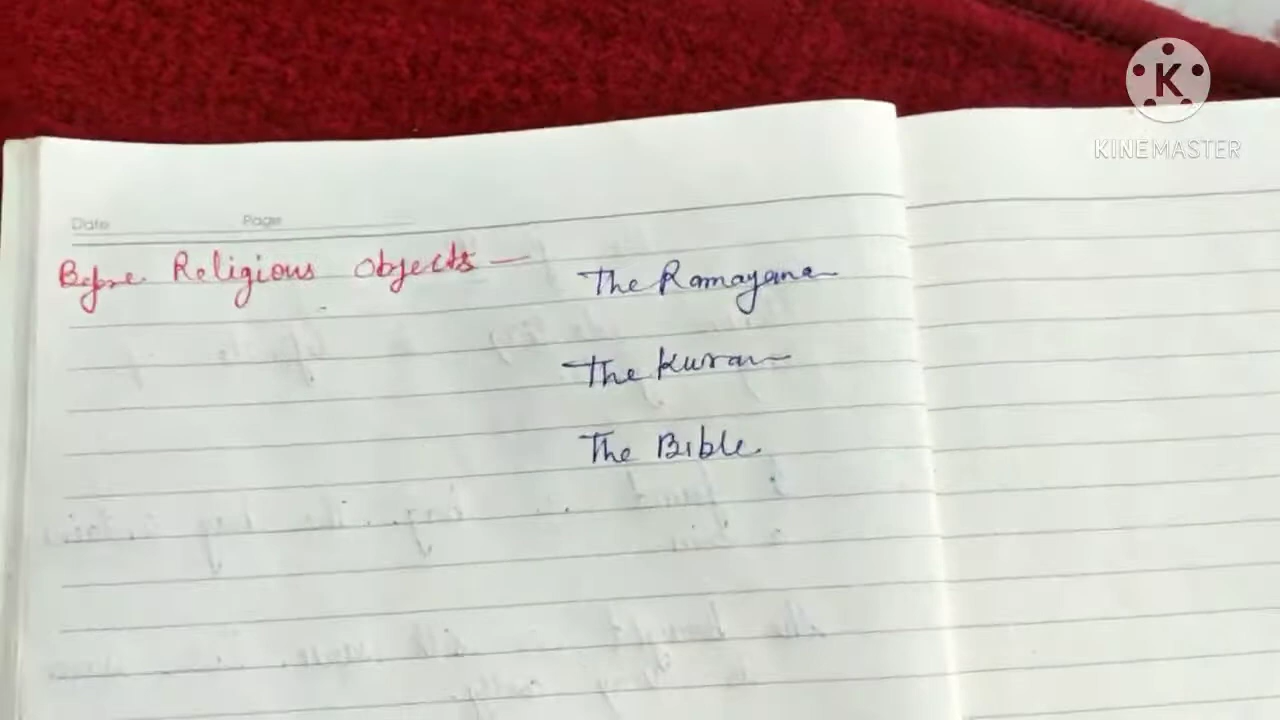 K
KINEMASTER
Date Page
Before Religious Objects —
The Ramayana
The Kuran
The Bible.